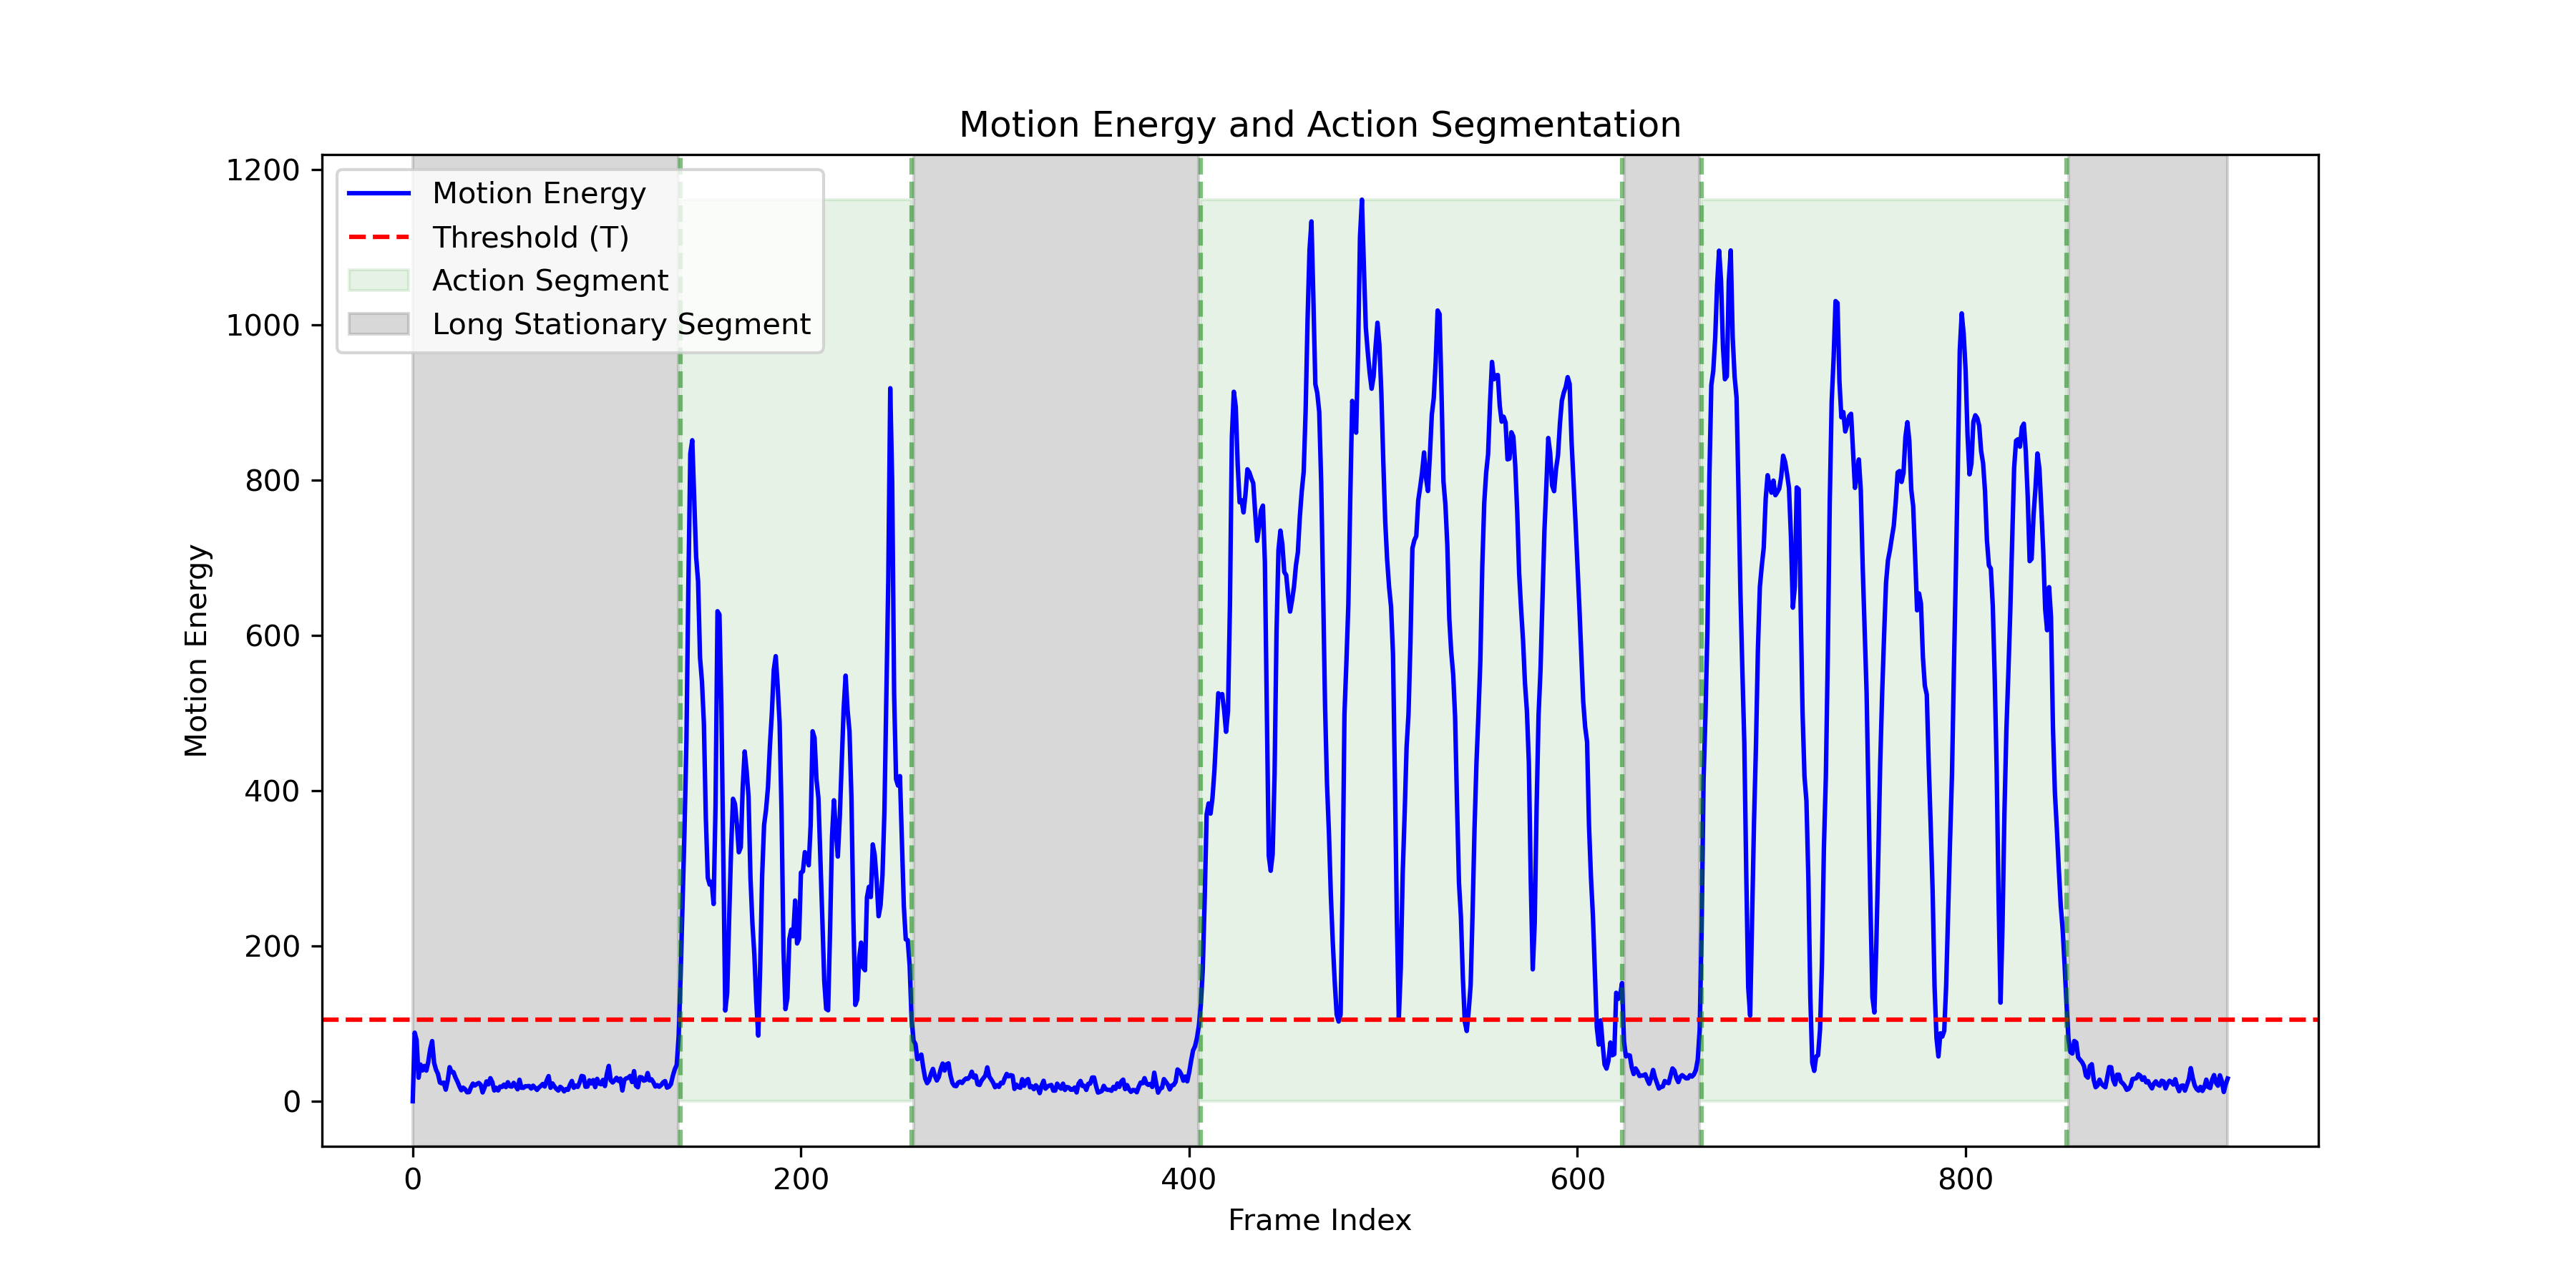 Motion Energy and Action Segmentation
1200
1000
800
600
400
200
0
Motion Energy
Motion Energy
Threshold (T)
Action Segment
Long Stationary Segment
0 200 400 600 800
Frame Index